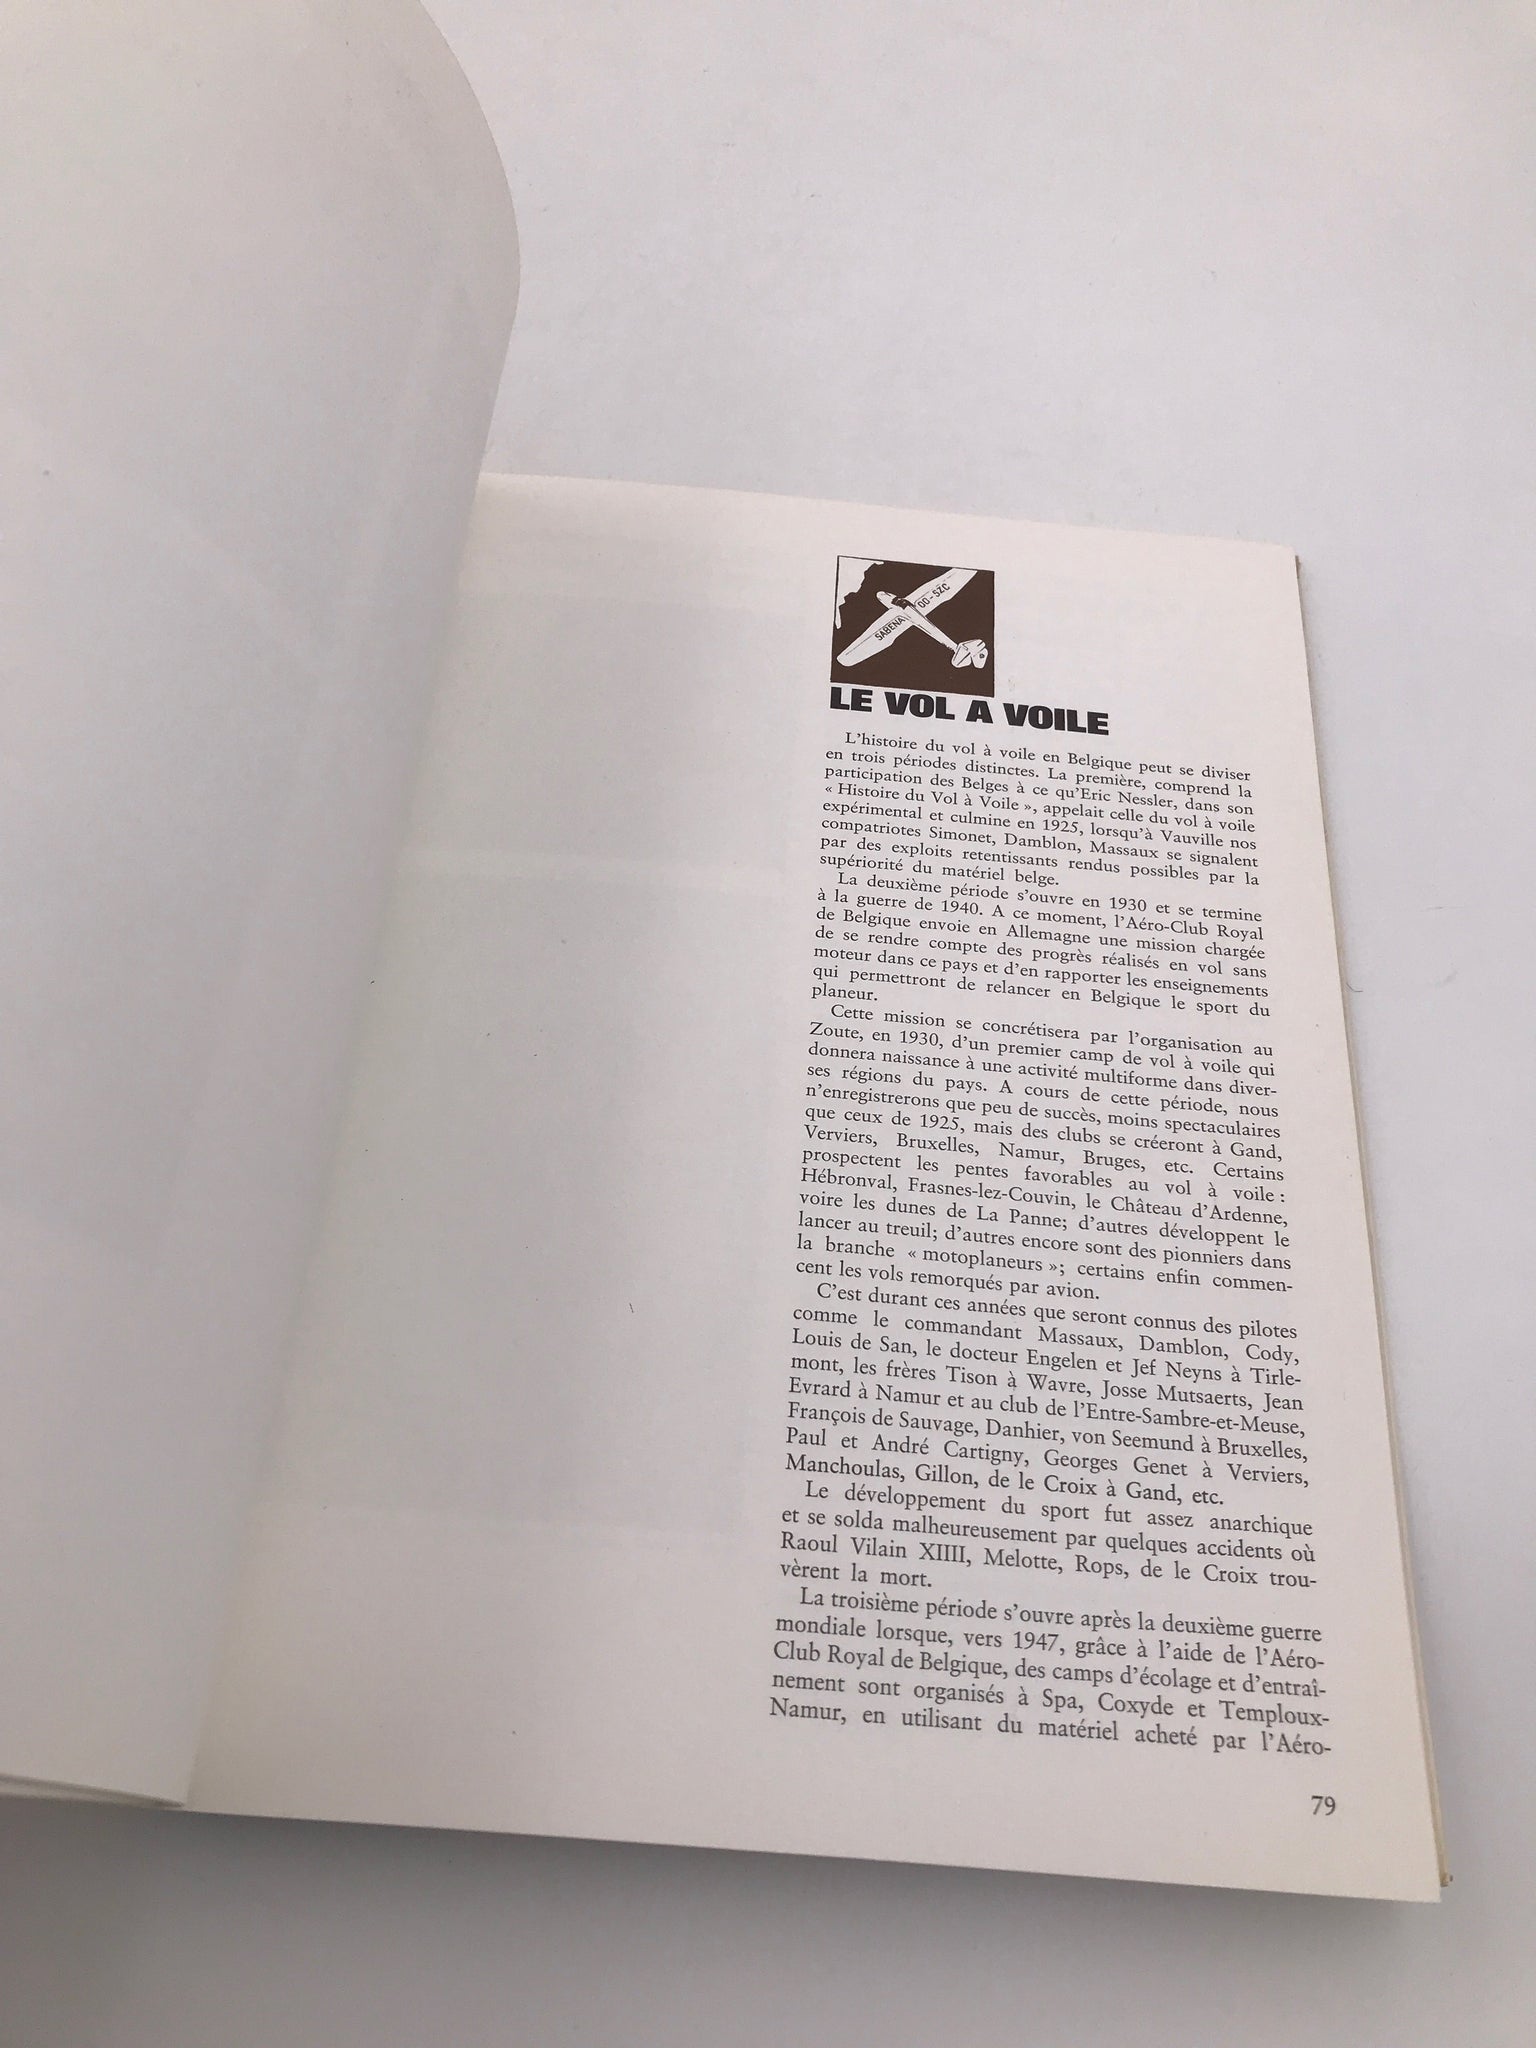 SABENA OO-SZC
LE VOL A VOILE
L'histoire du vol à voile en Belgique peut se diviser
en trois périodes distinctes. La première, comprend la
participation des Belges à ce qu'Eric Nessler, dans son
« Histoire du Vol à Voile », appelait celle du vol à voile
expérimental et culmine en 1925, lorsqu'à Vauville nos
compatriotes Simonet, Damblon, Massaux se signalent
par des exploits retentissants rendus possibles par la
supériorité du matériel belge.
La deuxième période s'ouvre en 1930 et se termine
à la guerre de 1940. A ce moment, l'Aéro-Club Royal
de Belgique envoie en Allemagne une mission chargée
de se rendre compte des progrès réalisés en vol sans
moteur dans ce pays et d'en rapporter les enseignements
qui permettront de relancer en Belgique le sport du
planeur.
Cette mission se concrétisera par l'organisation au
Zoute, en 1930, d'un premier camp de vol à voile qui
donnera naissance à une activité multiforme dans diver-
ses régions du pays. A cours de cette période, nous
n'enregistrerons que peu de succès, moins spectaculaires
que ceux de 1925, mais des clubs se créeront à Gand,
Verviers, Bruxelles, Namur, Bruges, etc. Certains
prospectent les pentes favorables au vol à voile :
Hébronval, Frasnes-lez-Couvin, le Château d'Ardenne,
voire les dunes de La Panne; d'autres développent le
lancer au treuil; d'autres encore sont des pionniers dans
la branche « motoplaneurs »; certains enfin commen-
cent les vols remorqués par avion.
C'est durant ces années que seront connus des pilotes
comme le commandant Massaux, Damblon, Cody,
Louis de San, le docteur Engelen et Jef Neyns à Tirle-
mont, les frères Tison à Wavre, Josse Mutsaerts, Jean
Evrard à Namur et au club de l'Entre-Sambre-et-Meuse,
François de Sauvage, Danhier, von Seemund à Bruxelles,
Paul et André Cartigny, Georges Genet à Verviers,
Manchoulas, Gillon, de le Croix à Gand, etc.
Le développement du sport fut assez anarchique
et se solda malheureusement par quelques accidents où
Raoul Vilain XIIII, Melotte, Rops, de le Croix trou-
vèrent la mort.
La troisième période s'ouvre après la deuxième guerre
mondiale lorsque, vers 1947, grâce à l'aide de l'Aéro-
Club Royal de Belgique, des camps d'écolage et d'entraî-
nement sont organisés à Spa, Coxyde et Temploux-
Namur, en utilisant du matériel acheté par l'Aéro-
79